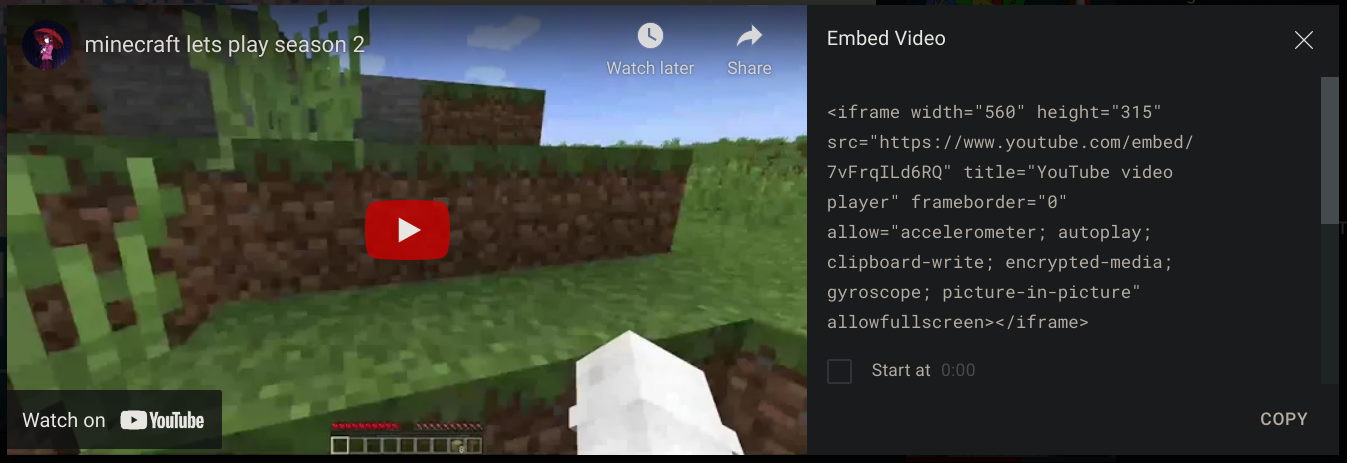 minecraft lets play season 2
Watch later
Share
Watch on YouTube
8
Embed Video
<iframe width="560" height="315"
src="https://www.youtube.com/embed/
7vFrqILd6RQ" title="YouTube video
player" frameborder="0"
allow="accelerometer; autoplay;
clipboard-write; encrypted-media;
gyroscope; picture-in-picture"
allowfullscreen></iframe>
Start at 0:00
COPY